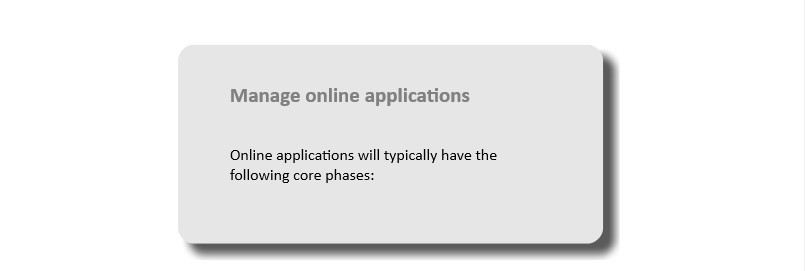 Manage online applications
Online applications will typically have the
following core phases: